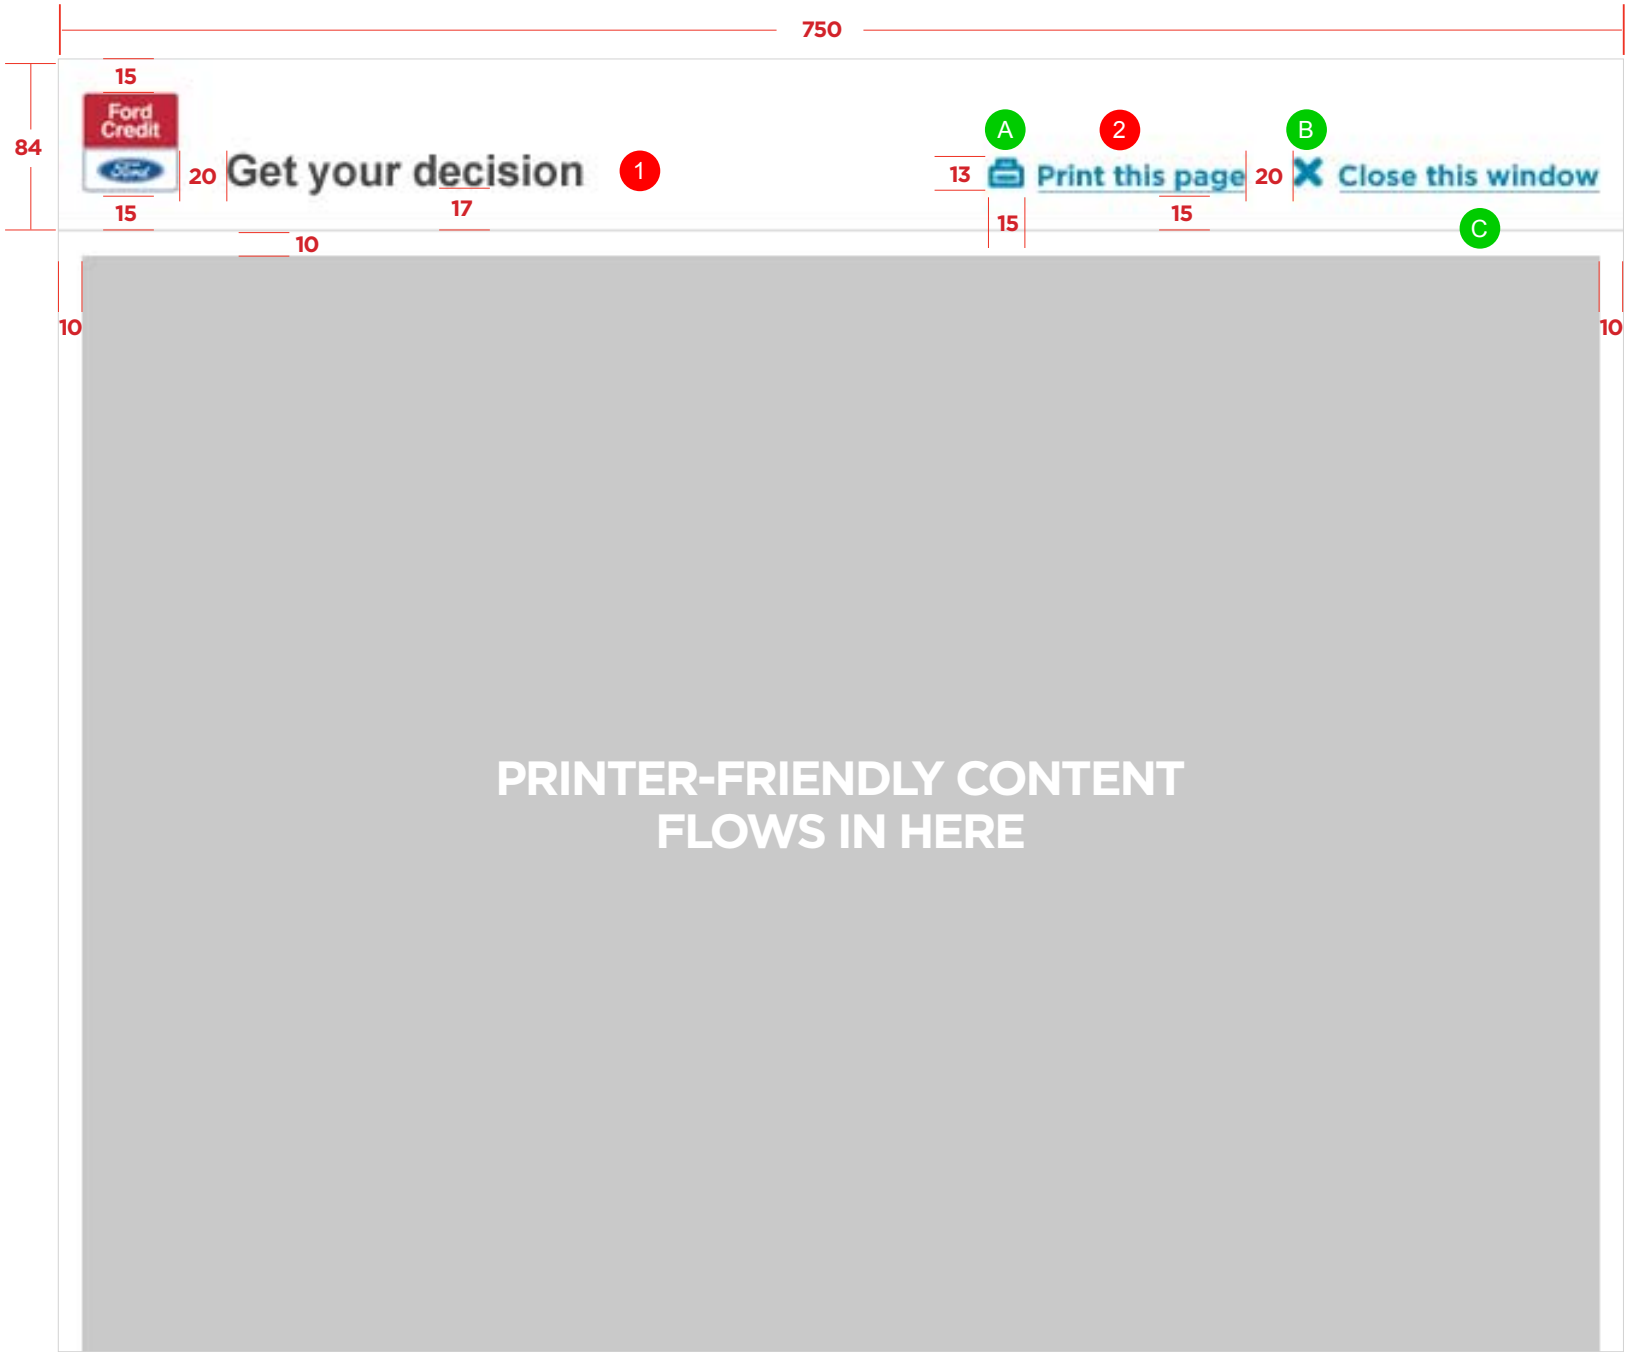 750
15
Ford
Credit
Ford
84
20
Get your decision
1
A
2
B
13
Print this page
20
Close this window
15
17
15
15
C
10
10
10
PRINTER-FRIENDLY CONTENT
FLOWS IN HERE